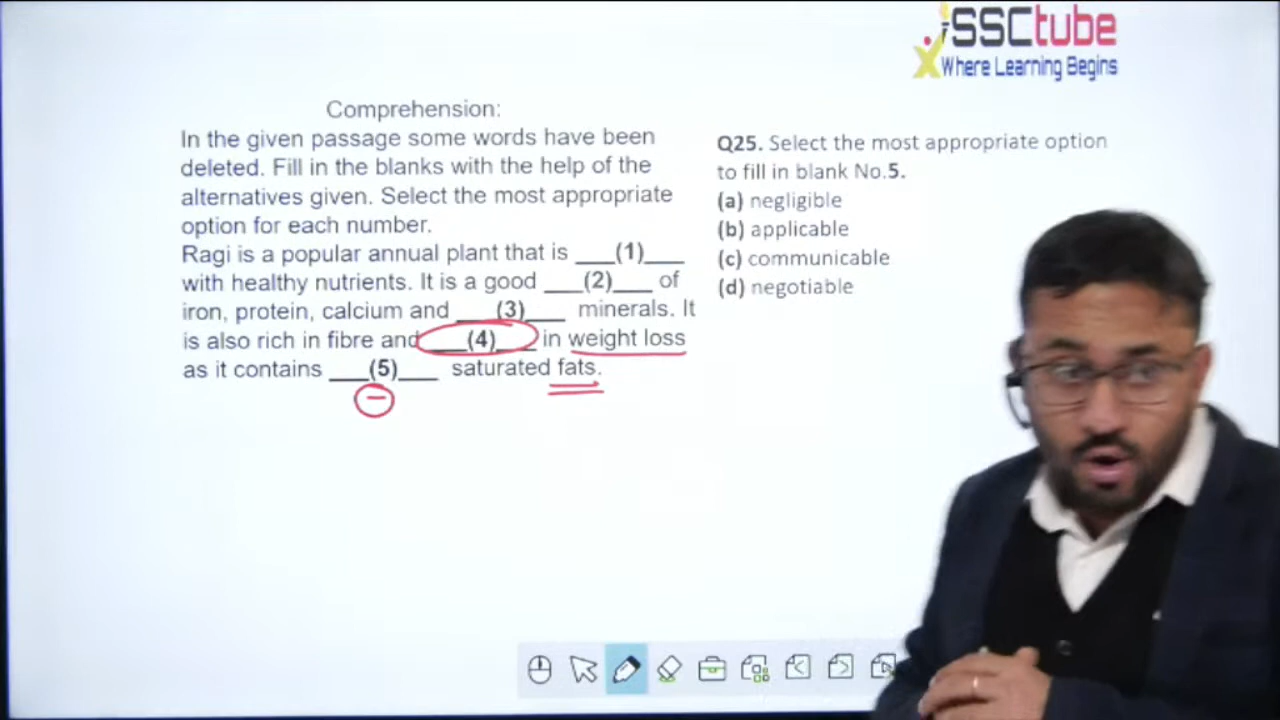 SSCtube
Where Learning Begins
Comprehension:
In the given passage some words have been
deleted. Fill in the blanks with the help of the
alternatives given. Select the most appropriate
option for each number.
Ragi is a popular annual plant that is ___(1)___
with healthy nutrients. It is a good ___(2)___ of
iron, protein, calcium and ___(3)___ minerals. It
is also rich in fibre and ___(4)___ in weight loss
as it contains ___(5)___ saturated fats.
Q25. Select the most appropriate option
to fill in blank No.5.
(a) negligible
(b) applicable
(c) communicable
(d) negotiable